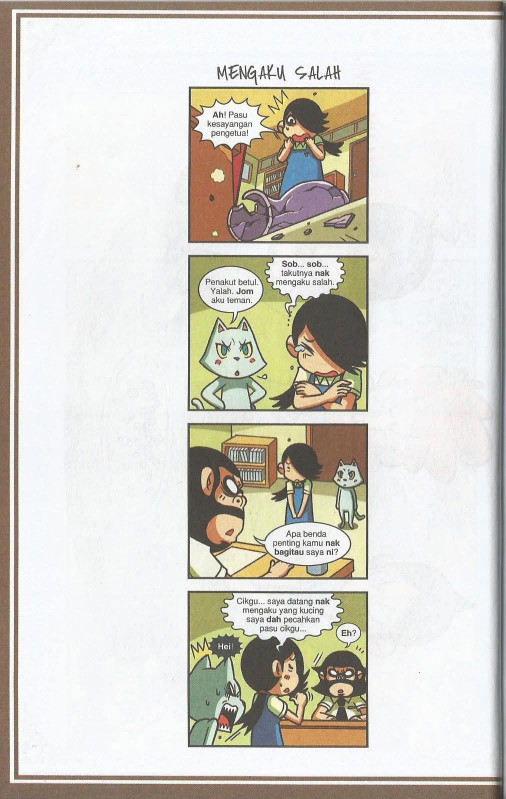 MENGAKU SALAH
Ah! Pasu
kesayangan
pengetua!
Penakut betul.
Yalah. Jom
aku teman.
Sob... sob...
takutnya nak
mengaku salah.
Apa benda
penting kamu nak
bagitau saya ni?
Cikgu... saya datang nak
mengaku yang kucing
saya dah pecahkan
pasu cikgu...
Hei!
Eh?